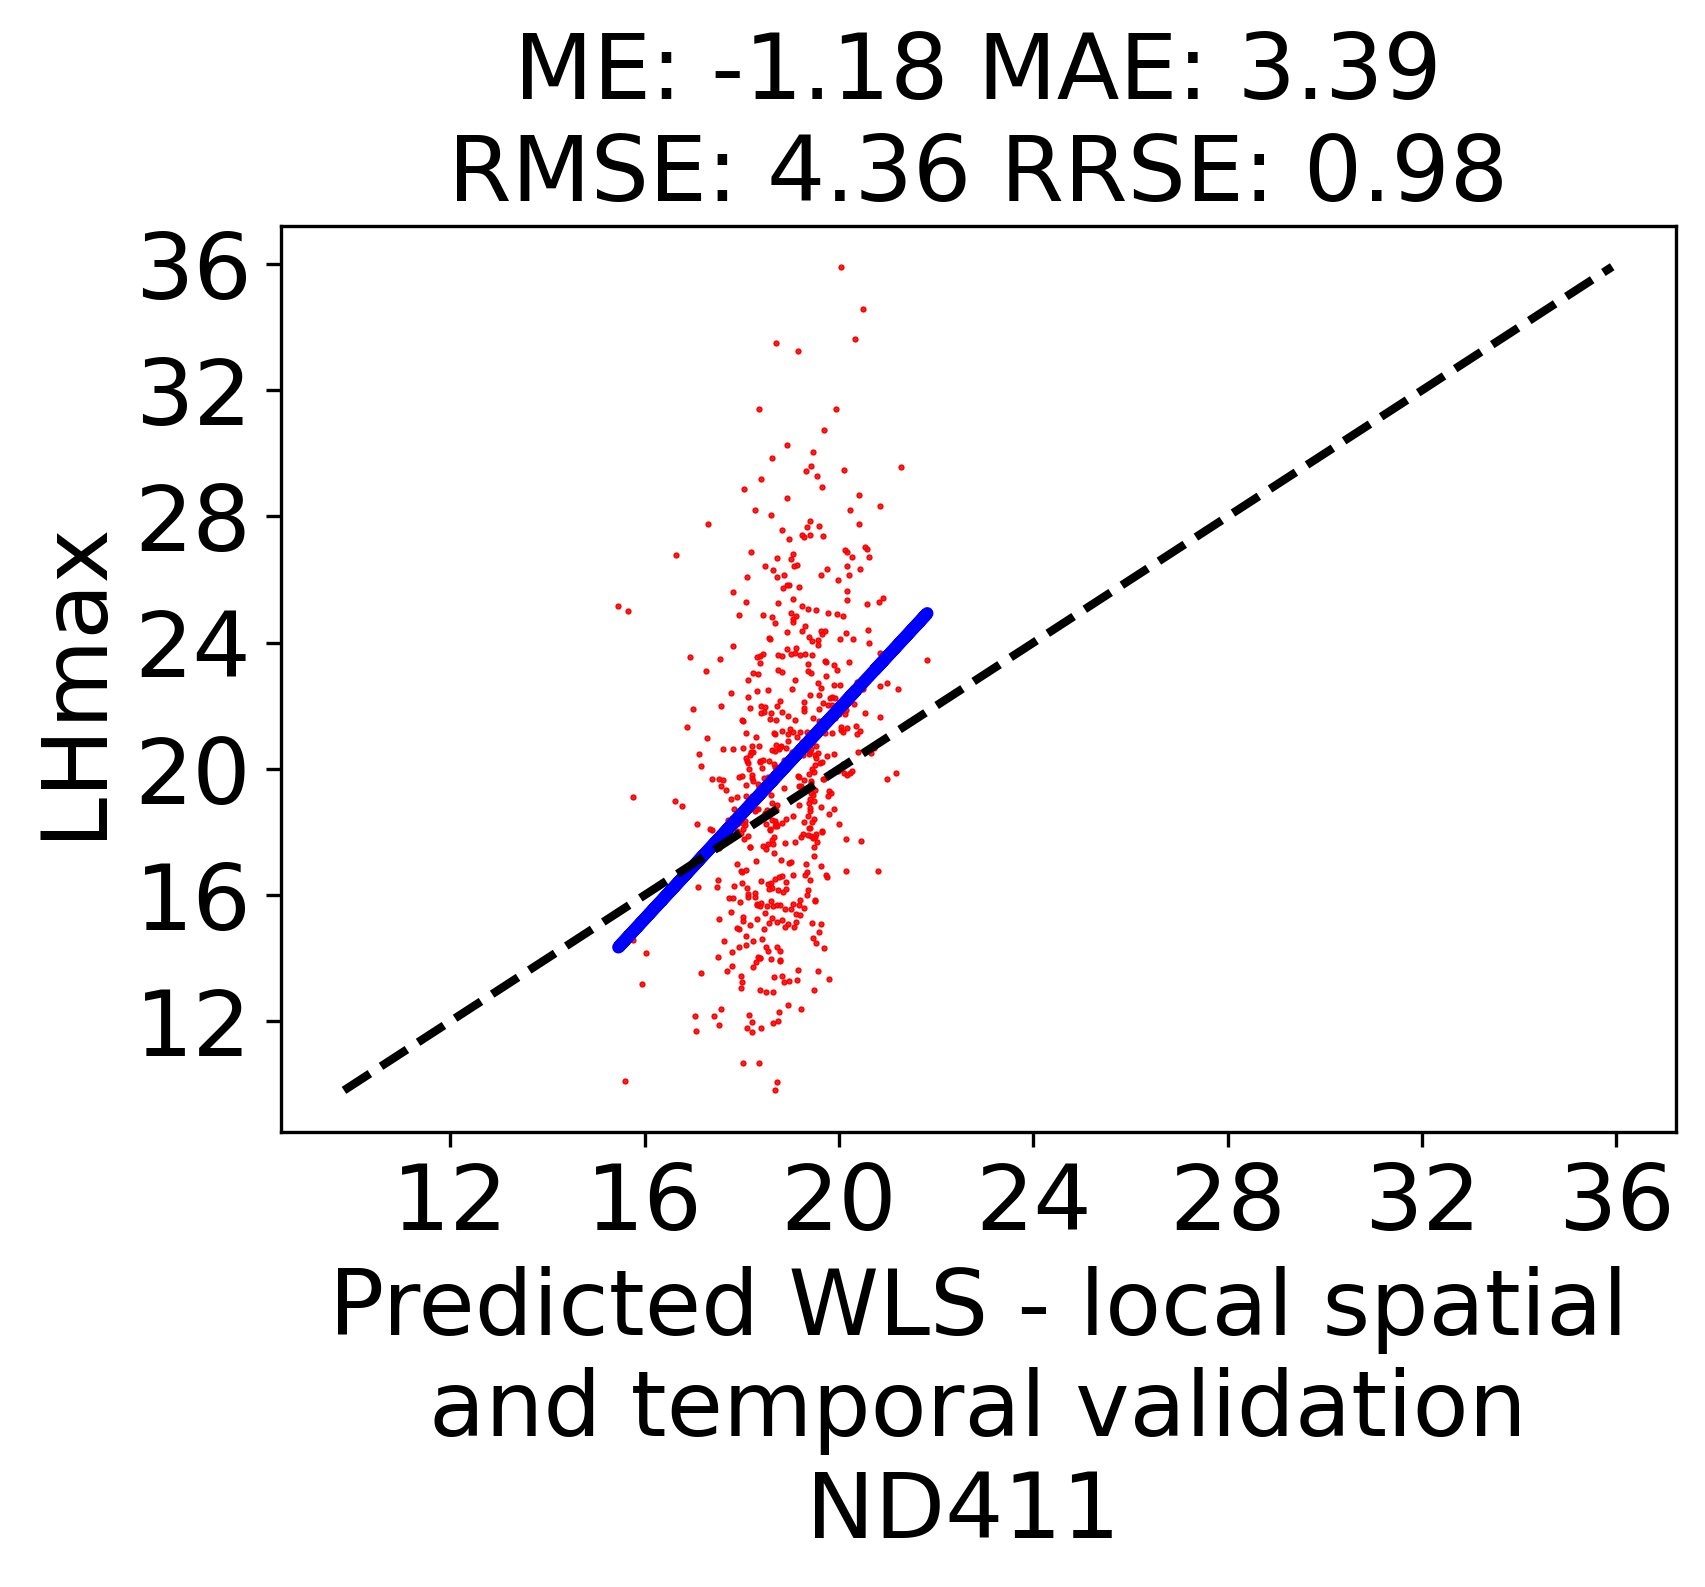 ME: -1.18 MAE: 3.39
RMSE: 4.36 RRSE: 0.98
36
32
28
24
20
16
12
LHmax
12 16 20 24 28 32 36
Predicted WLS - local spatial
and temporal validation
ND411